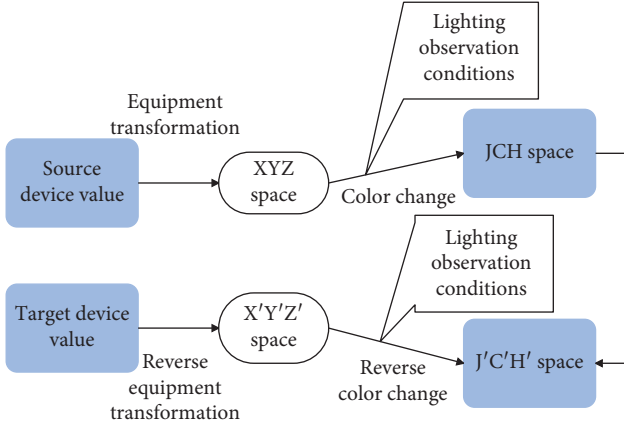 Lighting
observation
conditions
Equipment
transformation
Source
device value
XYZ
space
JCH space
Color change
Lighting
observation
conditions
Target device
value
X′Y′Z′
space
J′C′H′ space
Reverse
equipment
transformation
Reverse
color change